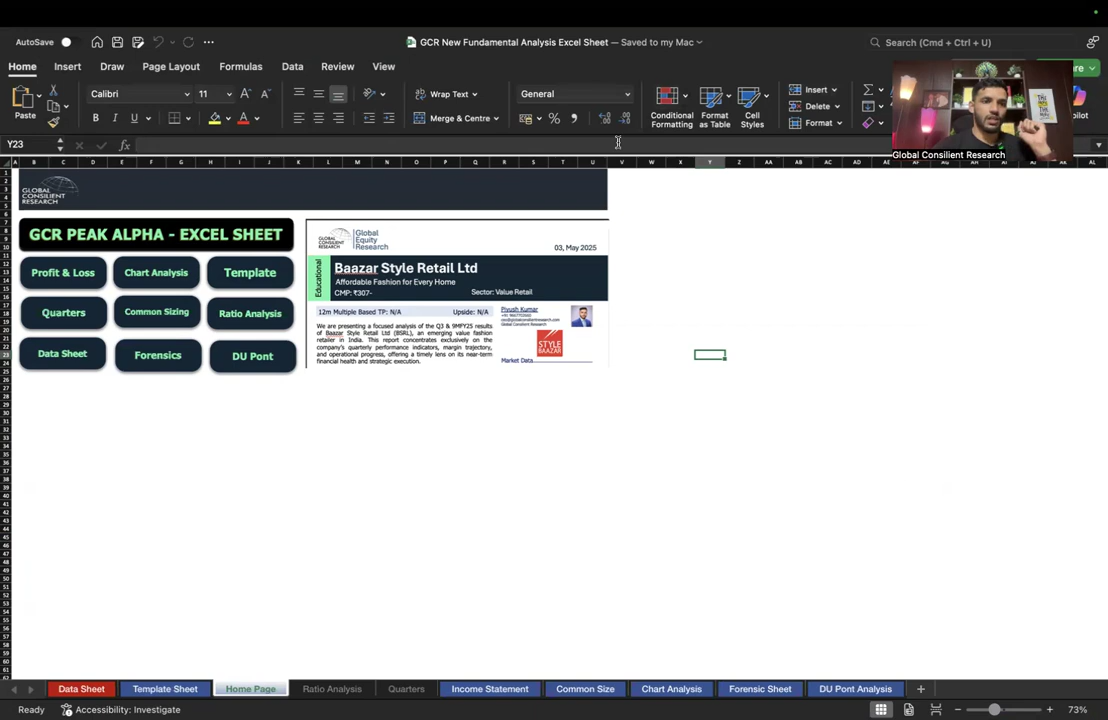 AutoSave
GCR New Fundamental Analysis Excel Sheet — Saved to my Mac
Search (Cmd + Ctrl + U)
Home Insert Draw Page Layout Formulas Data Review View
Paste
Calibri 11
B I U
Wrap Text
Merge & Centre
General
Conditional
Formatting
Format
as Table
Cell
Styles
Insert
Delete
Format
Global Consilient Research
Y23
fx
GLOBAL
CONSILIENT
RESEARCH
GCR PEAK ALPHA - EXCEL SHEET
Profit & Loss Chart Analysis Template
Quarters Common Sizing Ratio Analysis
Data Sheet Forensics DU Pont
GLOBAL
CONSILIENT
RESEARCH
Global
Equity
Research
03, May 2025
Educational
Baazar Style Retail Ltd
Affordable Fashion for Every Home
CMP: ₹307- Sector: Value Retail
12m Multiple Based TP: N/A Upside: N/A
We are presenting a focused analysis of the Q3 & 9MFY25 results
of Baazar Style Retail Ltd (BSRL), an emerging value fashion
retailer in India. This report concentrates exclusively on the
company's quarterly performance indicators, margin trajectory,
and operational progress, offering a timely lens on its near-term
financial health and strategic execution.
Piyush Kumar
Global Consilient Research
STYLE
BAAZAR
Market Data
Data Sheet Template Sheet Home Page Ratio Analysis Quarters Income Statement Common Size Chart Analysis Forensic Sheet DU Pont Analysis
Ready Accessibility: Investigate 73%